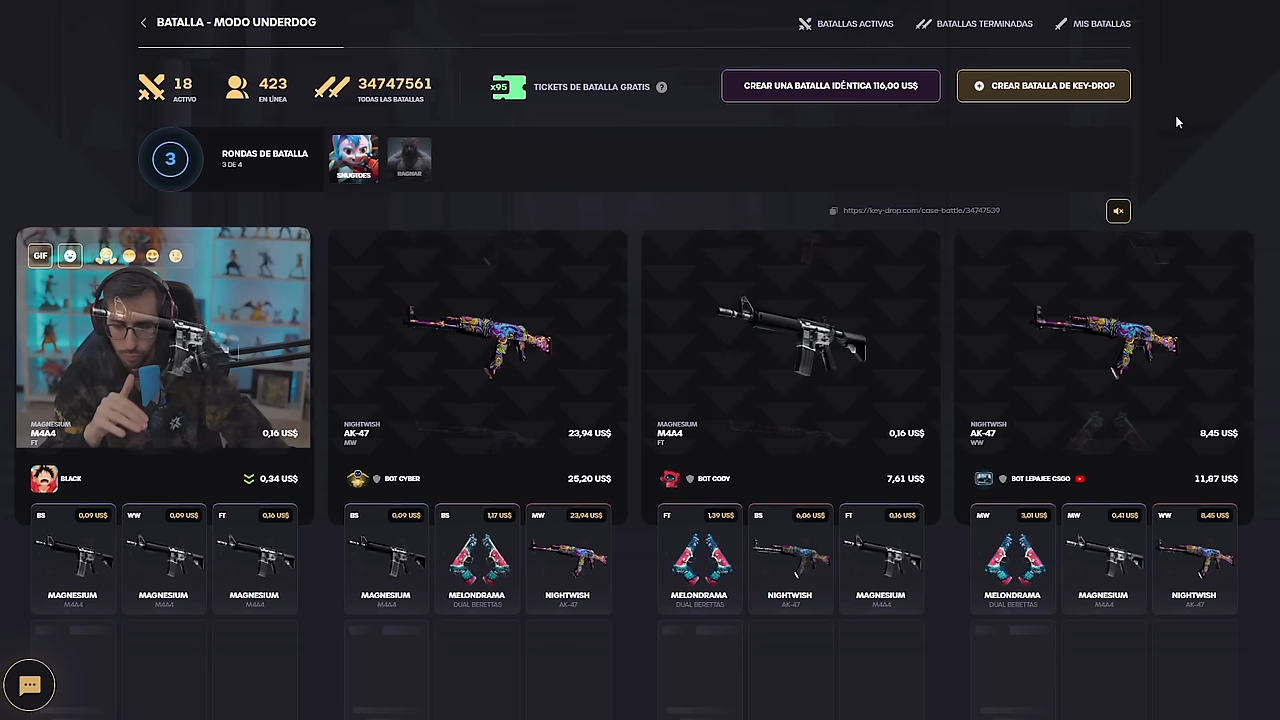 BATALLA - MODO UNDERDOG
BATALLAS ACTIVAS
BATALLAS TERMINADAS
MIS BATALLAS
18
ACTIVO
423
EN LÍNEA
34747561
TODAS LAS BATALLAS
x95
TICKETS DE BATALLA GRATIS
?
CREAR UNA BATALLA IDÉNTICA 116,00 US$
CREAR BATALLA DE KEY-DROP
3
RONDAS DE BATALLA
3 DE 4
SNUGTOES
RAGNAR
https://key-drop.com/case-battle/34747539
GIF
MAGNESIUM
M4A4
FT
0,16 US$
NIGHTWISH
AK-47
MW
23,94 US$
MAGNESIUM
M4A4
FT
0,16 US$
NIGHTWISH
AK-47
WW
8,45 US$
BLACK
0,34 US$
BOT CYBER
25,20 US$
BOT CODY
7,61 US$
BOT LEPAJEE CSGO
11,87 US$
BS 0,09 US$
WW 0,09 US$
FT 0,16 US$
BS 0,09 US$
BS 1,17 US$
MW 23,94 US$
FT 1,39 US$
BS 6,06 US$
FT 0,16 US$
MW 3,01 US$
MW 0,41 US$
WW 8,45 US$
MAGNESIUM
M4A4
MAGNESIUM
M4A4
MAGNESIUM
M4A4
MAGNESIUM
M4A4
MELONDRAMA
DUAL BERETTAS
NIGHTWISH
AK-47
MELONDRAMA
DUAL BERETTAS
NIGHTWISH
AK-47
MAGNESIUM
M4A4
MELONDRAMA
DUAL BERETTAS
MAGNESIUM
M4A4
NIGHTWISH
AK-47